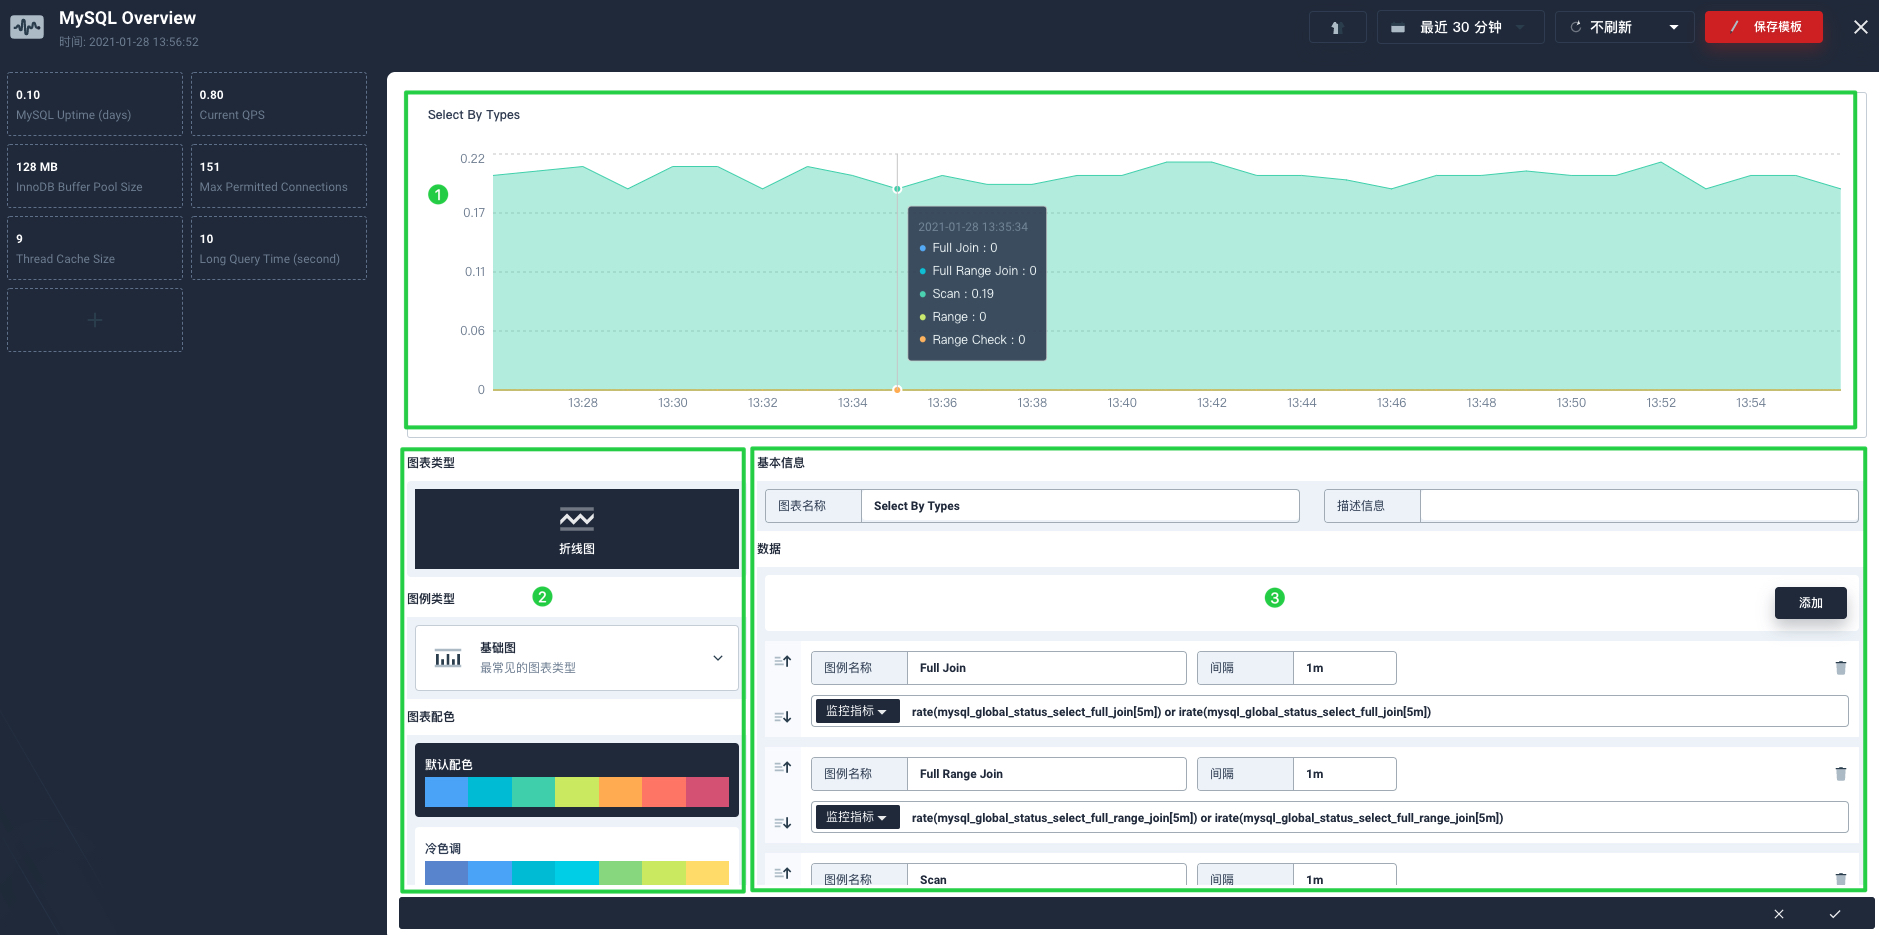 MySQL Overview
时间: 2021-01-28 13:56:52
最近 30 分钟
不刷新
保存模板
0.10
MySQL Uptime (days)
0.80
Current QPS
128 MB
InnoDB Buffer Pool Size
151
Max Permitted Connections
9
Thread Cache Size
10
Long Query Time (second)
Select By Types
1
0.22
0.17
0.11
0.06
0
2021-01-28 13:35:34
Full Join : 0
Full Range Join : 0
Scan : 0.19
Range : 0
Range Check : 0
13:28 13:30 13:32 13:34 13:36 13:38 13:40 13:42 13:44 13:46 13:48 13:50 13:52 13:54
图表类型
折线图
图例类型
2
基础图
最常见的图表类型
图表配色
默认配色
冷色调
基本信息
图表名称 Select By Types
描述信息
数据
3
添加
图例名称 Full Join 间隔 1m
监控指标 rate(mysql_global_status_select_full_join[5m]) or irate(mysql_global_status_select_full_join[5m])
图例名称 Full Range Join 间隔 1m
监控指标 rate(mysql_global_status_select_full_range_join[5m]) or irate(mysql_global_status_select_full_range_join[5m])
图例名称 Scan 间隔 1m